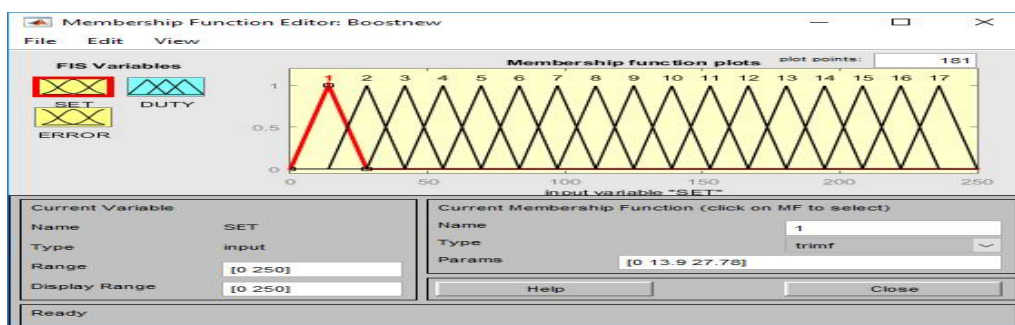 Membership Function Editor: Boostnew
File Edit View
FIS Variables
SET
DUTY
ERROR
Membership function plots
plot points:
181
1 2 3 4 5 6 7 8 9 10 11 12 13 14 15 16 17
1
0.5
0
0 50 100 150 200 250
input variable "SET"
Current Variable
Name SET
Type input
Range [0 250]
Display Range [0 250]
Current Membership Function (click on MF to select)
Name 1
Type trimf
Params [0 13.9 27.78]
Help Close
Ready